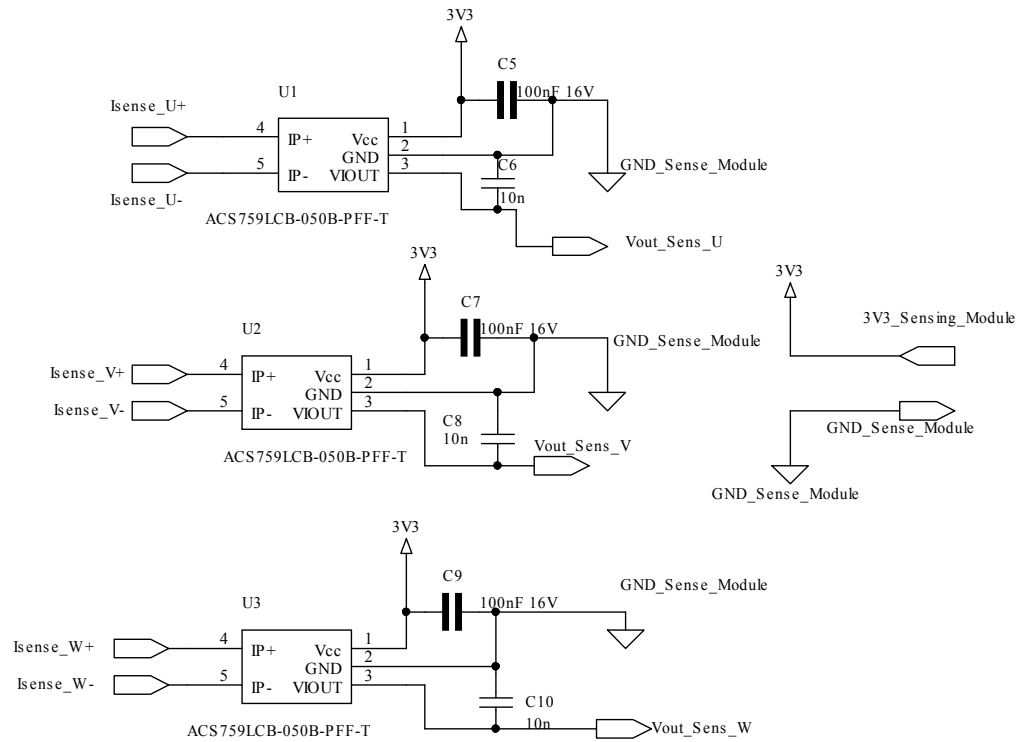 3V3
C5
100nF 16V
U1
Isense_U+
4
IP+
Vcc
1
GND
2
5
IP-
VIOUT
3
Isense_U-
C6
10n
GND_Sense_Module
ACS759LCB-050B-PFF-T
Vout_Sens_U
3V3
C7
100nF 16V
U2
GND_Sense_Module
Isense_V+
4
IP+
Vcc
1
GND
2
Isense_V-
5
IP-
VIOUT
3
C8
10n
Vout_Sens_V
ACS759LCB-050B-PFF-T
3V3
3V3_Sensing_Module
GND_Sense_Module
GND_Sense_Module
3V3
C9
100nF 16V
U3
GND_Sense_Module
Isense_W+
4
IP+
Vcc
1
GND
2
Isense_W-
5
IP-
VIOUT
3
C10
10n
ACS759LCB-050B-PFF-T
Vout_Sens_W